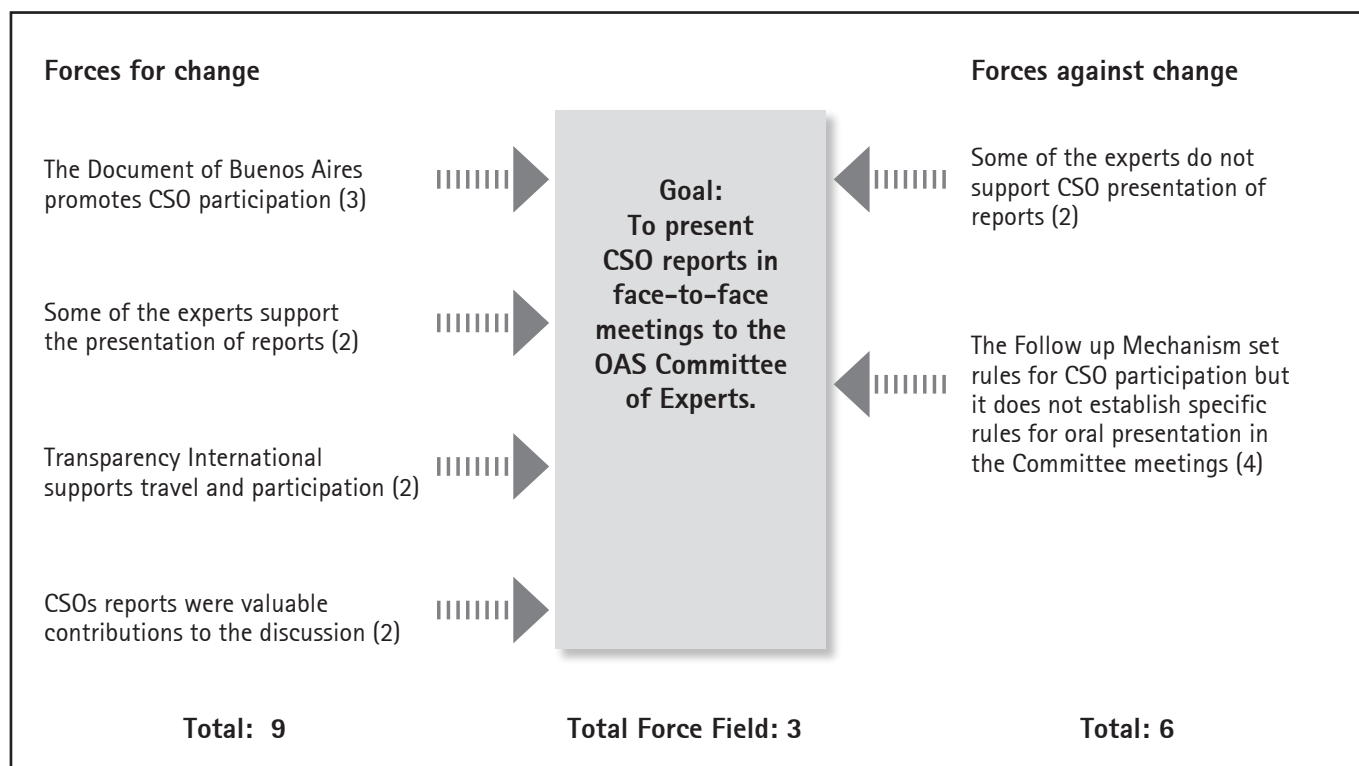 Forces for change
The Document of Buenos Aires
promotes CSO participation (3)
Some of the experts support
the presentation of reports (2)
Transparency International
supports travel and participation (2)
CSOs reports were valuable
contributions to the discussion (2)
Total: 9
Goal:
To present
CSO reports in
face-to-face
meetings to the
OAS Committee
of Experts.
Total Force Field: 3
Forces against change
Some of the experts do not
support CSO presentation of
reports (2)
The Follow up Mechanism set
rules for CSO participation but
it does not establish specific
rules for oral presentation in
the Committee meetings (4)
Total: 6